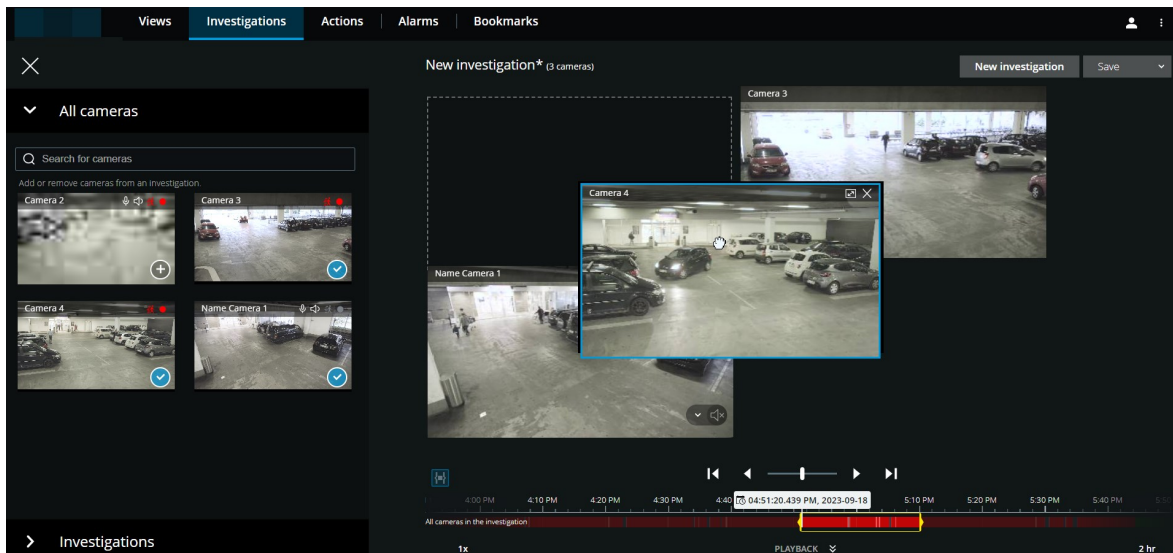 Views Investigations Actions Alarms Bookmarks
New investigation* (3 cameras)
New investigation Save
All cameras
Search for cameras
Add or remove cameras from an investigation.
Camera 2
Camera 3
Camera 4
Name Camera 1
Camera 3
Camera 4
Name Camera 1
4:00 PM 4:10 PM 4:20 PM 4:30 PM 4:40 04:51:20.439 PM, 2023-09-18 5:10 PM 5:20 PM 5:30 PM 5:40 PM
All cameras in the investigation
Investigations
1x PLAYBACK 2 hr